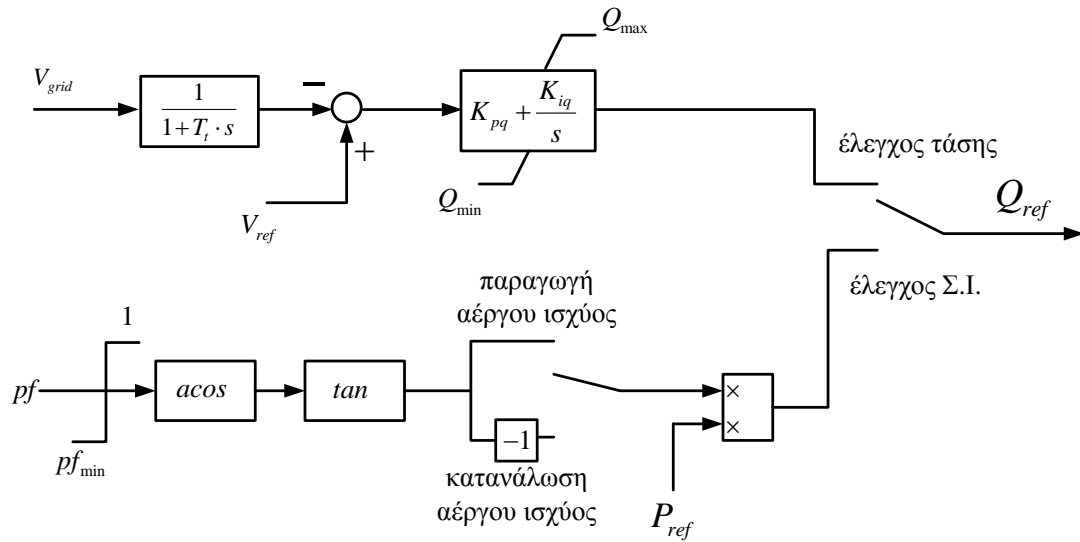 Q_max
V_grid
1
1+T_t·s
−
K_pq + K_iq
s
+
έλεγχος τάσης
Q_min
Q_ref
V_ref
παραγωγή
αέργου ισχύος
έλεγχος Σ.Ι.
1
pf
acos
tan
×
×
−1
pf_min
κατανάλωση
αέργου ισχύος
P_ref